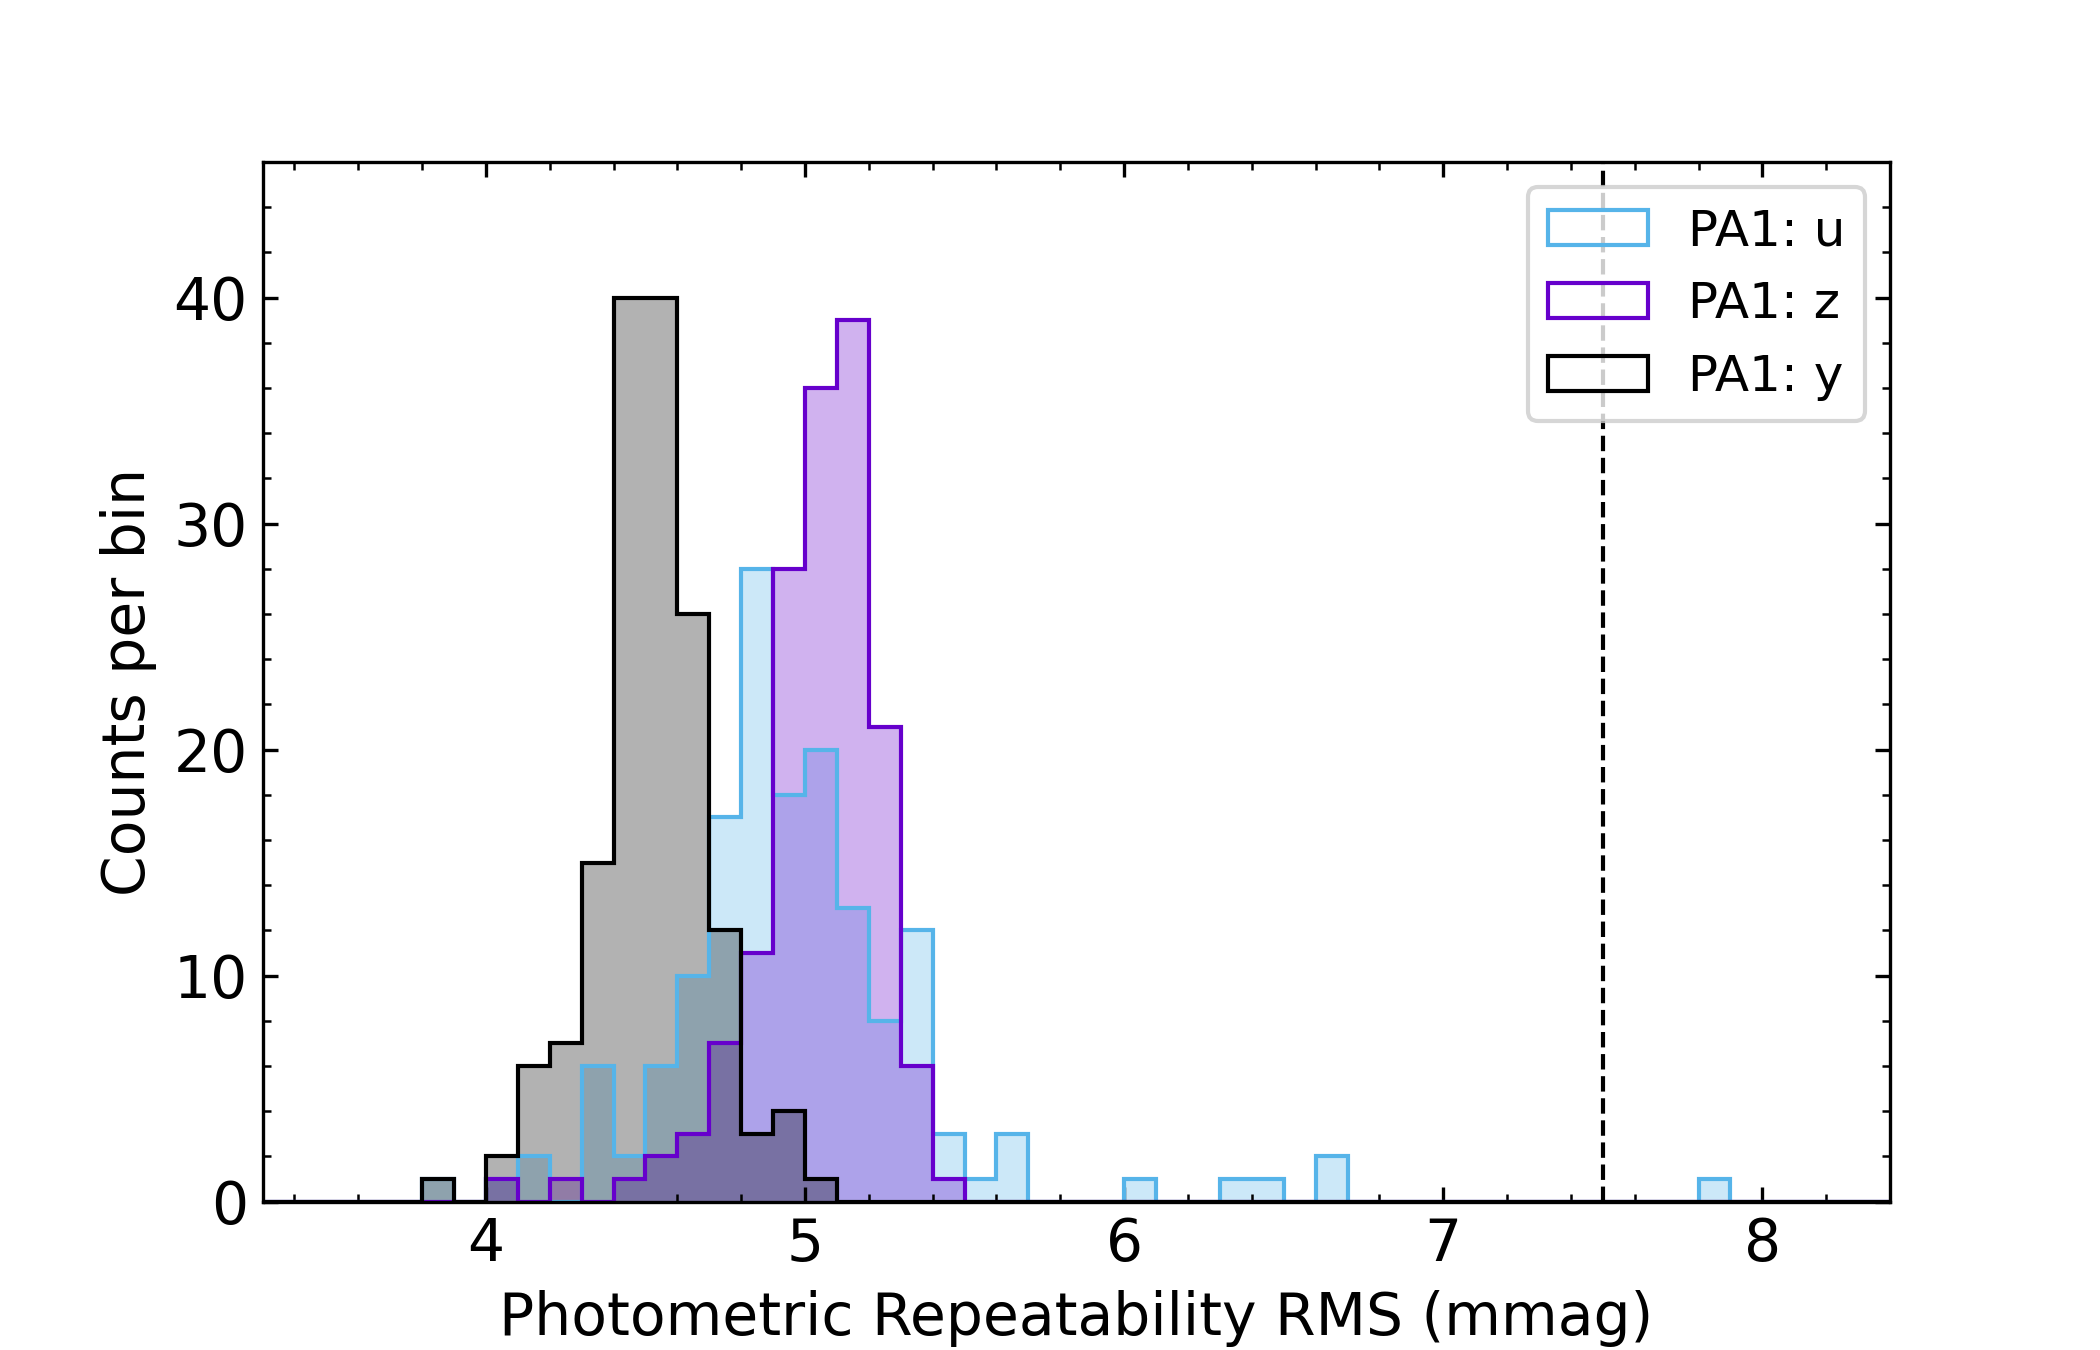 PA1: u
PA1: z
PA1: y
40
30
20
10
0
Counts per bin
4 5 6 7 8
Photometric Repeatability RMS (mmag)